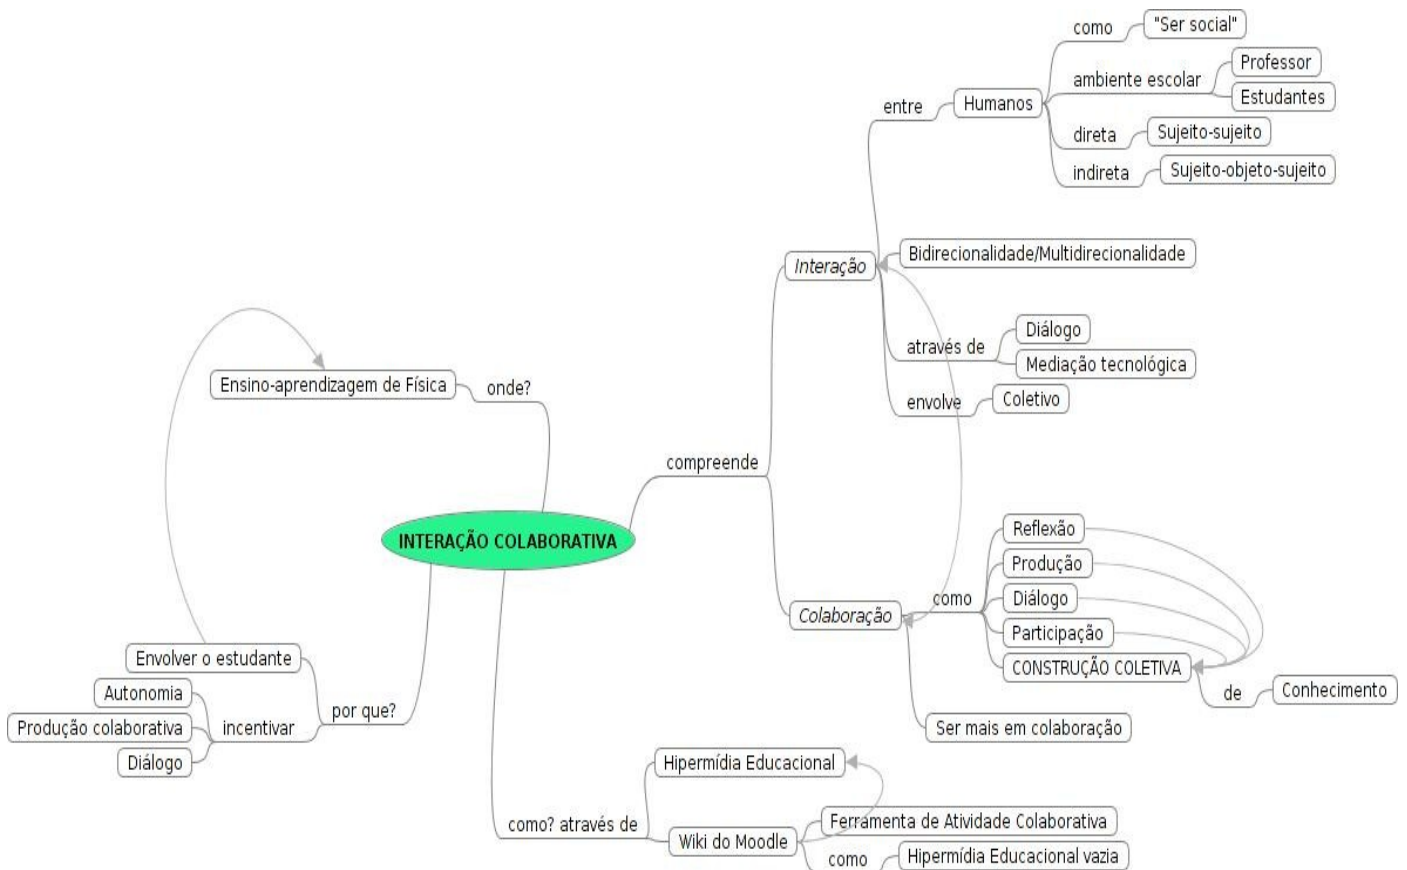 como
"Ser social"
ambiente escolar
Professor
Estudantes
entre
Humanos
direta
Sujeito-sujeito
indireta
Sujeito-objeto-sujeito
Interação
Bidirecionalidade/Multidirecionalidade
através de
Diálogo
Mediação tecnológica
envolve
Coletivo
Ensino-aprendizagem de Física
onde?
compreende
INTERAÇÃO COLABORATIVA
Colaboração
como
Reflexão
Produção
Diálogo
Participação
CONSTRUÇÃO COLETIVA
de
Conhecimento
Ser mais em colaboração
Envolver o estudante
Autonomia
Produção colaborativa
Diálogo
incentivar
por que?
como? através de
Hipermídia Educacional
Wiki do Moodle
Ferramenta de Atividade Colaborativa
como
Hipermídia Educacional vazia